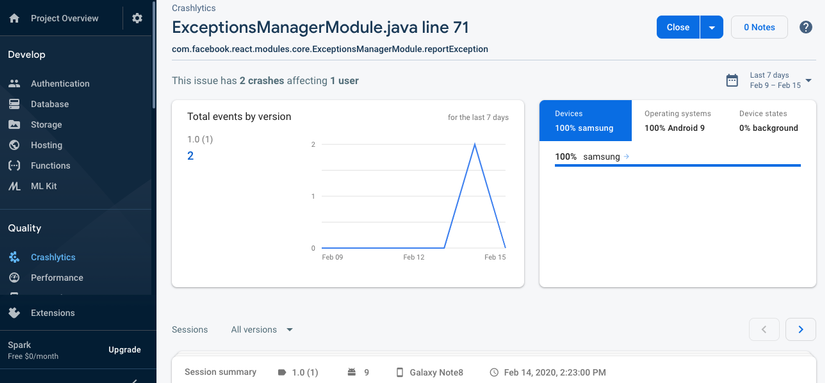 Project Overview
Develop
Authentication
Database
Storage
Hosting
Functions
ML Kit
Quality
Crashlytics
Performance
Extensions
Spark
Free $0/month
Upgrade
Crashlytics
ExceptionsManagerModule.java line 71
com.facebook.react.modules.core.ExceptionsManagerModule.reportException
Close
0 Notes
This issue has 2 crashes affecting 1 user
Last 7 days
Feb 9 – Feb 15
Total events by version
for the last 7 days
1.0 (1)
2
2
1
0
Feb 09 Feb 12 Feb 15
Devices
100% samsung
Operating systems
100% Android 9
Device states
0% background
100% samsung
Sessions All versions
Session summary 1.0 (1) 9 Galaxy Note8 Feb 14, 2020, 2:23:00 PM